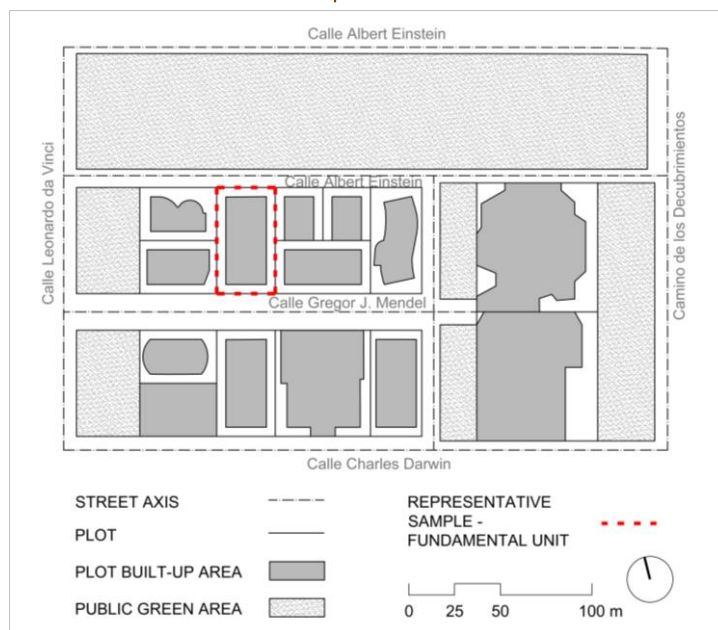 Calle Albert Einstein
Calle Leonardo da Vinci
Calle Albert Einstein
Camino de los Decubrimientos
Calle Gregor J. Mendel
Calle Charles Darwin
STREET AXIS
PLOT
PLOT BUILT-UP AREA
PUBLIC GREEN AREA
REPRESENTATIVE
SAMPLE -
FUNDAMENTAL UNIT
0 25 50 100 m